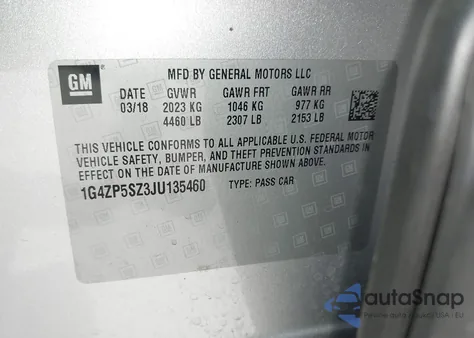 GM
MFD BY GENERAL MOTORS LLC
DATE GVWR GAWR FRT GAWR RR
03/18 2023 KG 1046 KG 977 KG
4460 LB 2307 LB 2153 LB
THIS VEHICLE CONFORMS TO ALL APPLICABLE U.S. FEDERAL MOTOR
VEHICLE SAFETY, BUMPER, AND THEFT PREVENTION STANDARDS IN
EFFECT ON THE DATE OF MANUFACTURE SHOWN ABOVE.
1G4ZP5SZ3JU135460 TYPE: PASS CAR
autaSnap